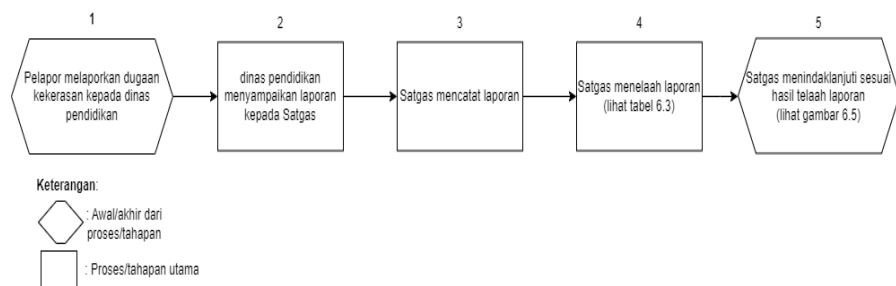 1
2
3
4
5
Pelapor melaporkan dugaan
kekerasan kepada dinas
pendidikan
dinas pendidikan
menyampaikan laporan
kepada Satgas
Satgas mencatat laporan
Satgas menelaah laporan
(lihat tabel 6.3)
Satgas menindaklanjuti sesuai
hasil telaah laporan
(lihat gambar 6.5)
Keterangan:
: Awal/akhir dari
proses/tahapan
: Proses/tahapan utama